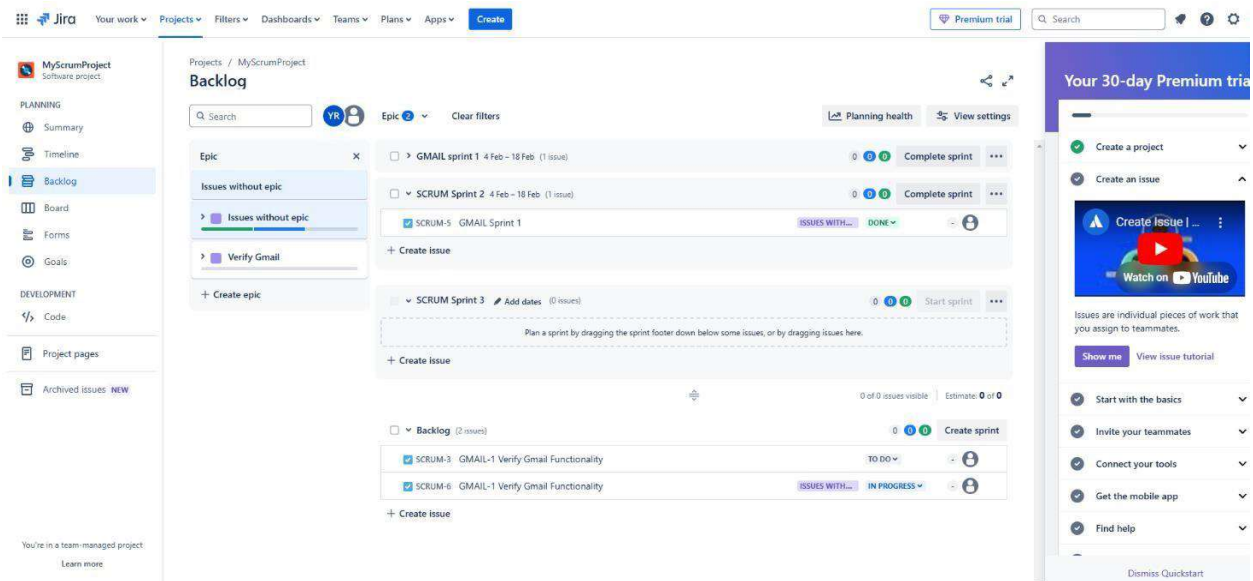 Jira Your work Projects Filters Dashboards Teams Plans Apps Create Premium trial Search
MyScrumProject
Software project
PLANNING
Summary
Timeline
Backlog
Board
Forms
Goals
DEVELOPMENT
Code
Project pages
Archived issues NEW
You're in a team-managed project
Learn more
Projects / MyScrumProject
Backlog
Search YR Epic 2 Clear filters Planning health View settings
Epic
Issues without epic
Issues without epic
Verify Gmail
+ Create epic
GMAIL sprint 1 4 Feb – 18 Feb (1 issue) 0 0 0 Complete sprint
SCRUM Sprint 2 4 Feb – 18 Feb (1 issue) 0 0 0 Complete sprint
SCRUM-5 GMAIL Sprint 1 ISSUES WITH... DONE -
+ Create issue
SCRUM Sprint 3 Add dates (0 issues) 0 0 0 Start sprint
Plan a sprint by dragging the sprint footer down below some issues, or by dragging issues here.
+ Create issue
0 of 0 issues visible Estimate: 0 of 0
Backlog (2 issues) 0 0 0 Create sprint
SCRUM-3 GMAIL-1 Verify Gmail Functionality TO DO -
SCRUM-6 GMAIL-1 Verify Gmail Functionality ISSUES WITH... IN PROGRESS -
+ Create issue
Your 30-day Premium tria
Create a project
Create an issue
Create Issue | ...
Watch on YouTube
Issues are individual pieces of work that
you assign to teammates.
Show me View issue tutorial
Start with the basics
Invite your teammates
Connect your tools
Get the mobile app
Find help
Dismiss Quickstart